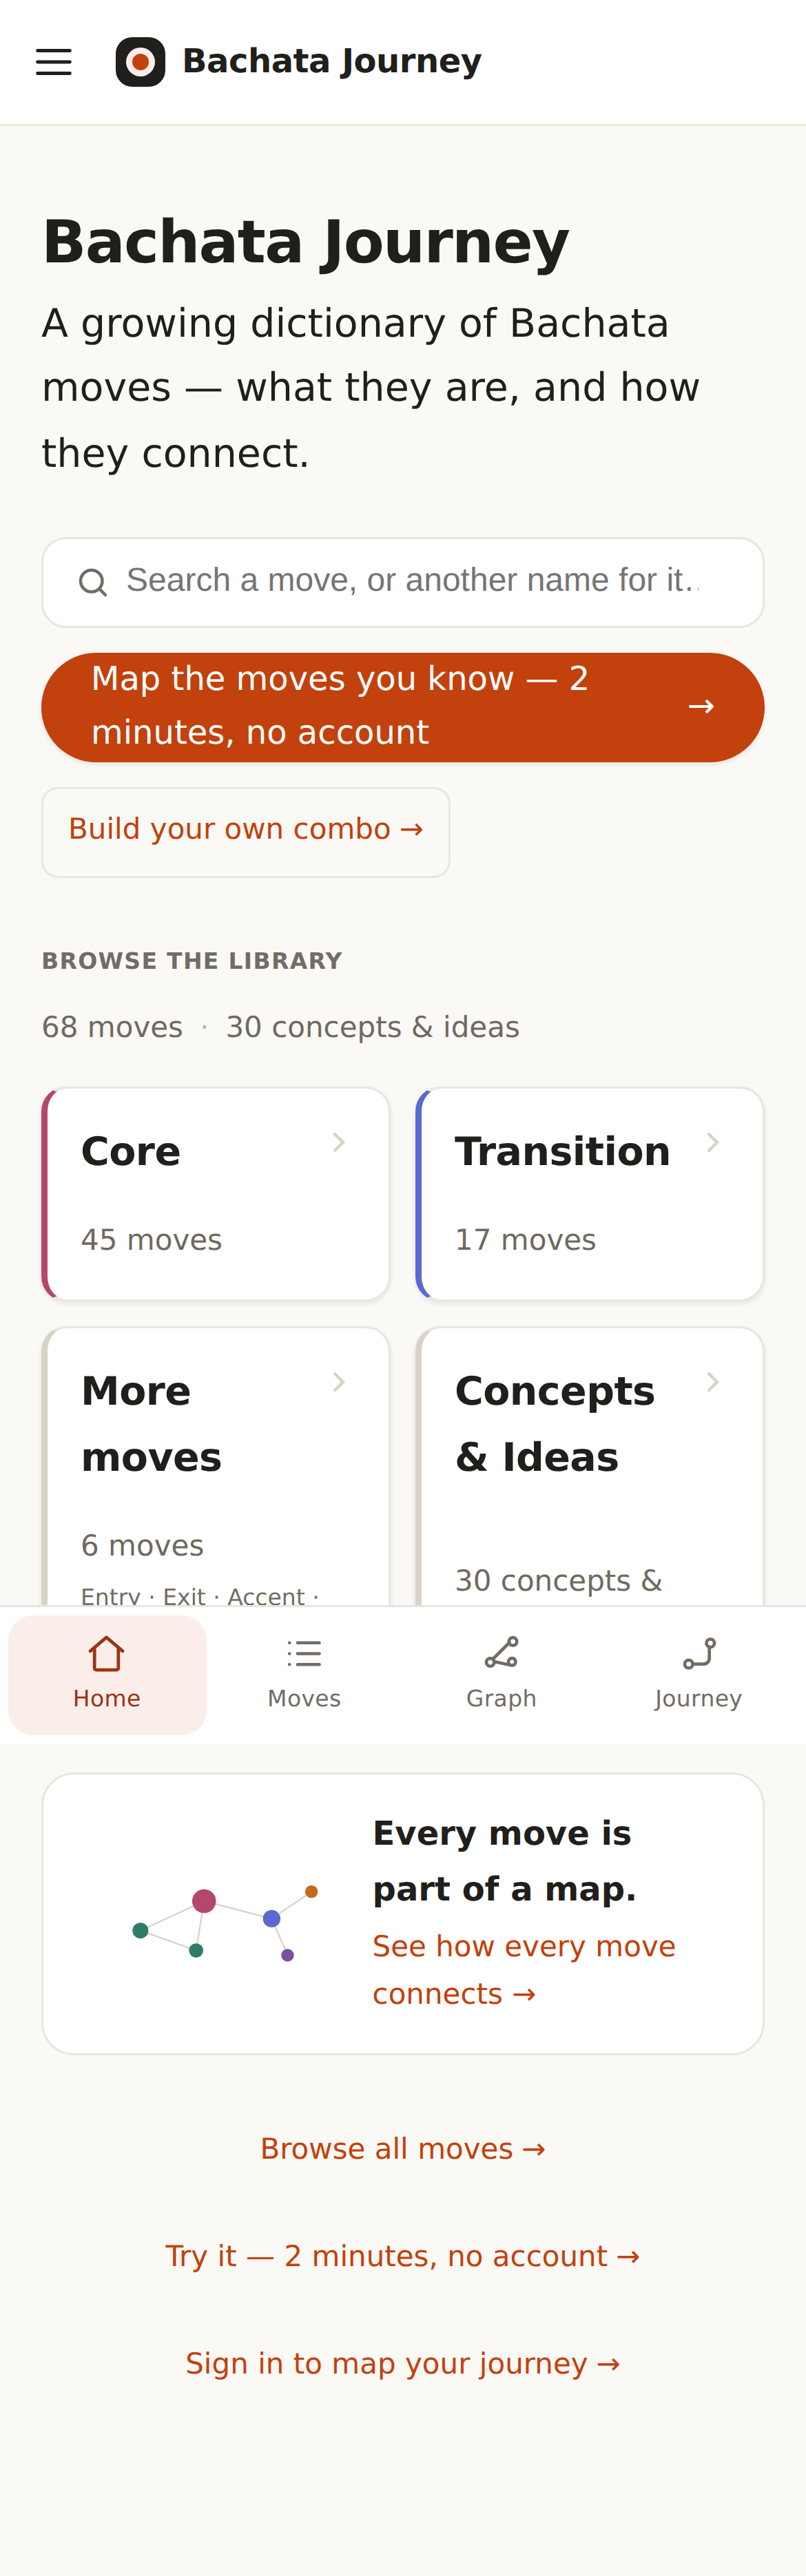 Bachata Journey
Bachata Journey
A growing dictionary of Bachata
moves — what they are, and how
they connect.
Search a move, or another name for it…
Map the moves you know — 2
minutes, no account →
Build your own combo →
BROWSE THE LIBRARY
68 moves · 30 concepts & ideas
Core
45 moves
Transition
17 moves
More
moves
6 moves
Entry · Exit · Accent ·
Concepts
& Ideas
30 concepts &
Home
Moves
Graph
Journey
Every move is
part of a map.
See how every move
connects →
Browse all moves →
Try it — 2 minutes, no account →
Sign in to map your journey →